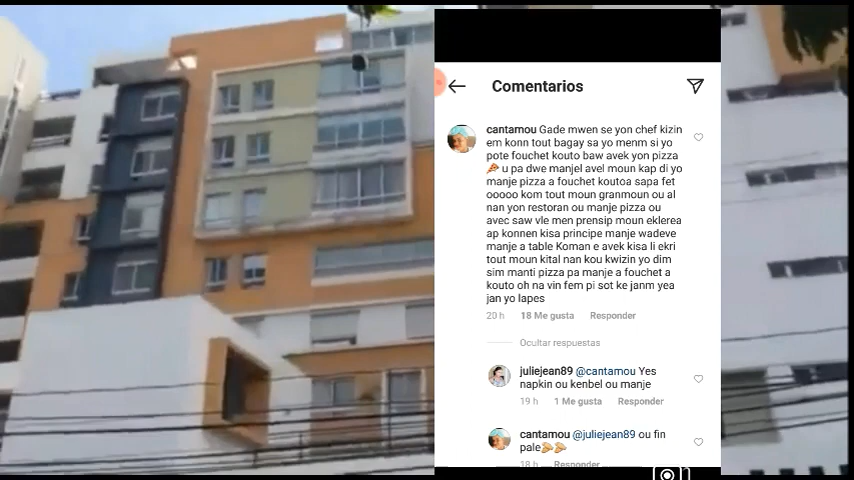 Comentarios
cantamou Gade mwen se yon chef kizin
em konn tout bagay sa yo menm si yo
pote fouchet kouto baw avek yon pizza
🍕 u pa dwe manjel avel moun kap di yo
manje pizza a fouchet koutoa sapa fet
ooooo kom tout moun granmoun ou al
nan yon restoran ou manje pizza ou
avec saw vle men prensip moun eklerea
ap konnen kisa principe manje wadeve
manje a table Koman e avek kisa li ekri
tout moun kital nan kou kwizin yo dim
sim manti pizza pa manje a fouchet a
kouto oh na vin fem pi sot ke janm yea
jan yo lapes
20 h 18 Me gusta Responder
Ocultar respuestas
juliejean89 @cantamou Yes
napkin ou kenbel ou manje
19 h 1 Me gusta Responder
cantamou @juliejean89 ou fin
pale🍕🍕
18 h Responder